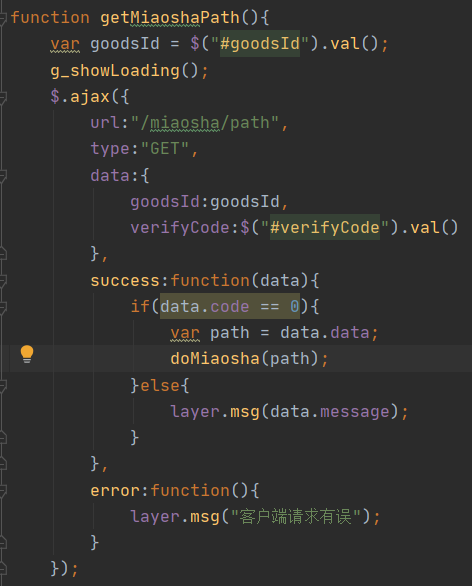 function getMiaoshaPath(){
    var goodsId = $("#goodsId").val();
    g_showLoading();
    $.ajax({
        url:"/miaosha/path",
        type:"GET",
        data:{
            goodsId:goodsId,
            verifyCode:$("#verifyCode").val()
        },
        success:function(data){
            if(data.code == 0){
                var path = data.data;
                doMiaosha(path);
            }else{
                layer.msg(data.message);
            }
        },
        error:function(){
            layer.msg("客户端请求有误");
        }
    });